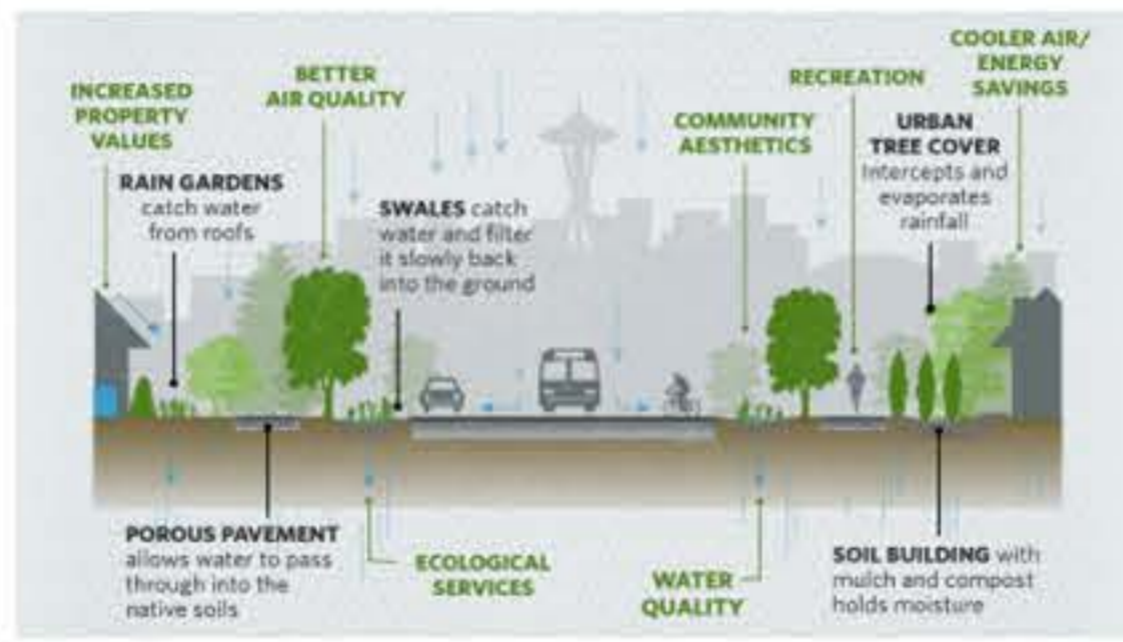 INCREASED
PROPERTY
VALUES
BETTER
AIR QUALITY
RAIN GARDENS
catch water
from roofs
SWALES catch
water and filter
it slowly back
into the ground
COMMUNITY
AESTHETICS
RECREATION
COOLER AIR/
ENERGY
SAVINGS
URBAN
TREE COVER
Intercepts and
evaporates
rainfall
POROUS PAVEMENT
allows water to pass
through into the
native soils
ECOLOGICAL
SERVICES
WATER
QUALITY
SOIL BUILDING with
mulch and compost
holds moisture